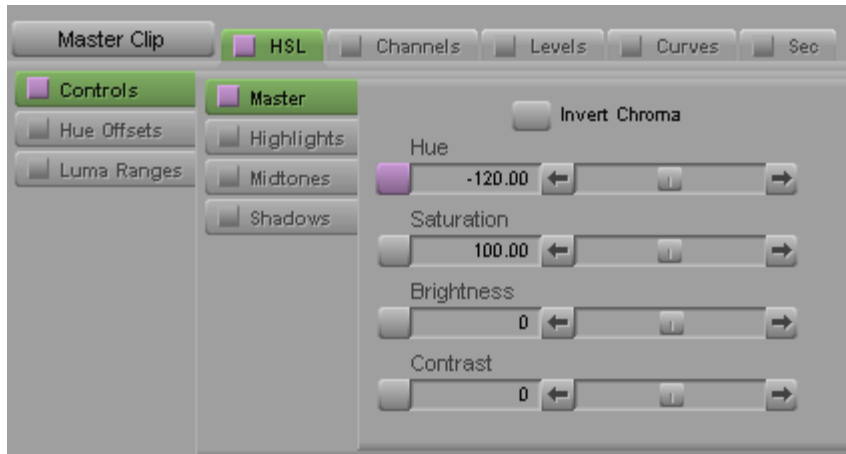 Master Clip HSL Channels Levels Curves Sec
Controls
Hue Offsets
Luma Ranges
Master
Highlights
Midtones
Shadows
Invert Chroma
Hue
-120.00
Saturation
100.00
Brightness
0
Contrast
0